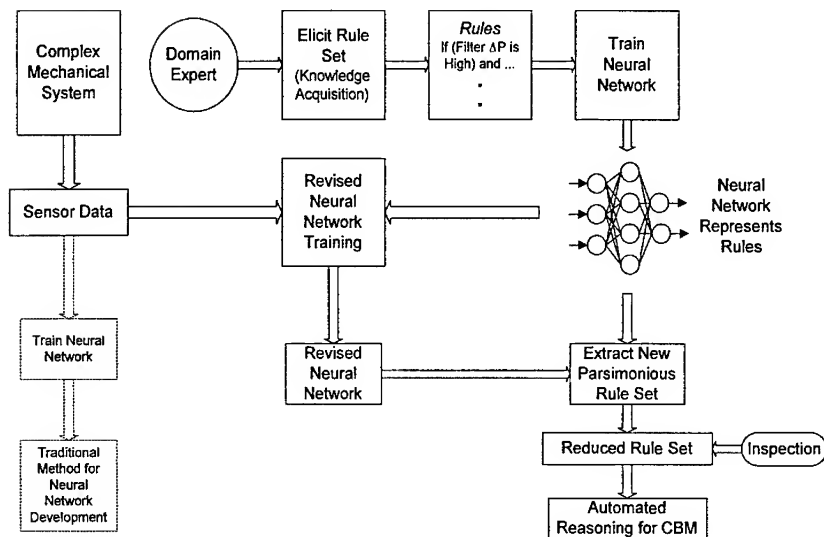 Complex
Mechanical
System
Domain
Expert
Elicit Rule
Set
(Knowledge
Acquisition)
Rules
If (Filter ΔP is
High) and ...
.
.
Train
Neural
Network
Sensor Data
Revised
Neural
Network
Training
Neural
Network
Represents
Rules
Train Neural
Network
Revised
Neural
Network
Extract New
Parsimonious
Rule Set
Traditional
Method for
Neural
Network
Development
Reduced Rule Set
Inspection
Automated
Reasoning for CBM